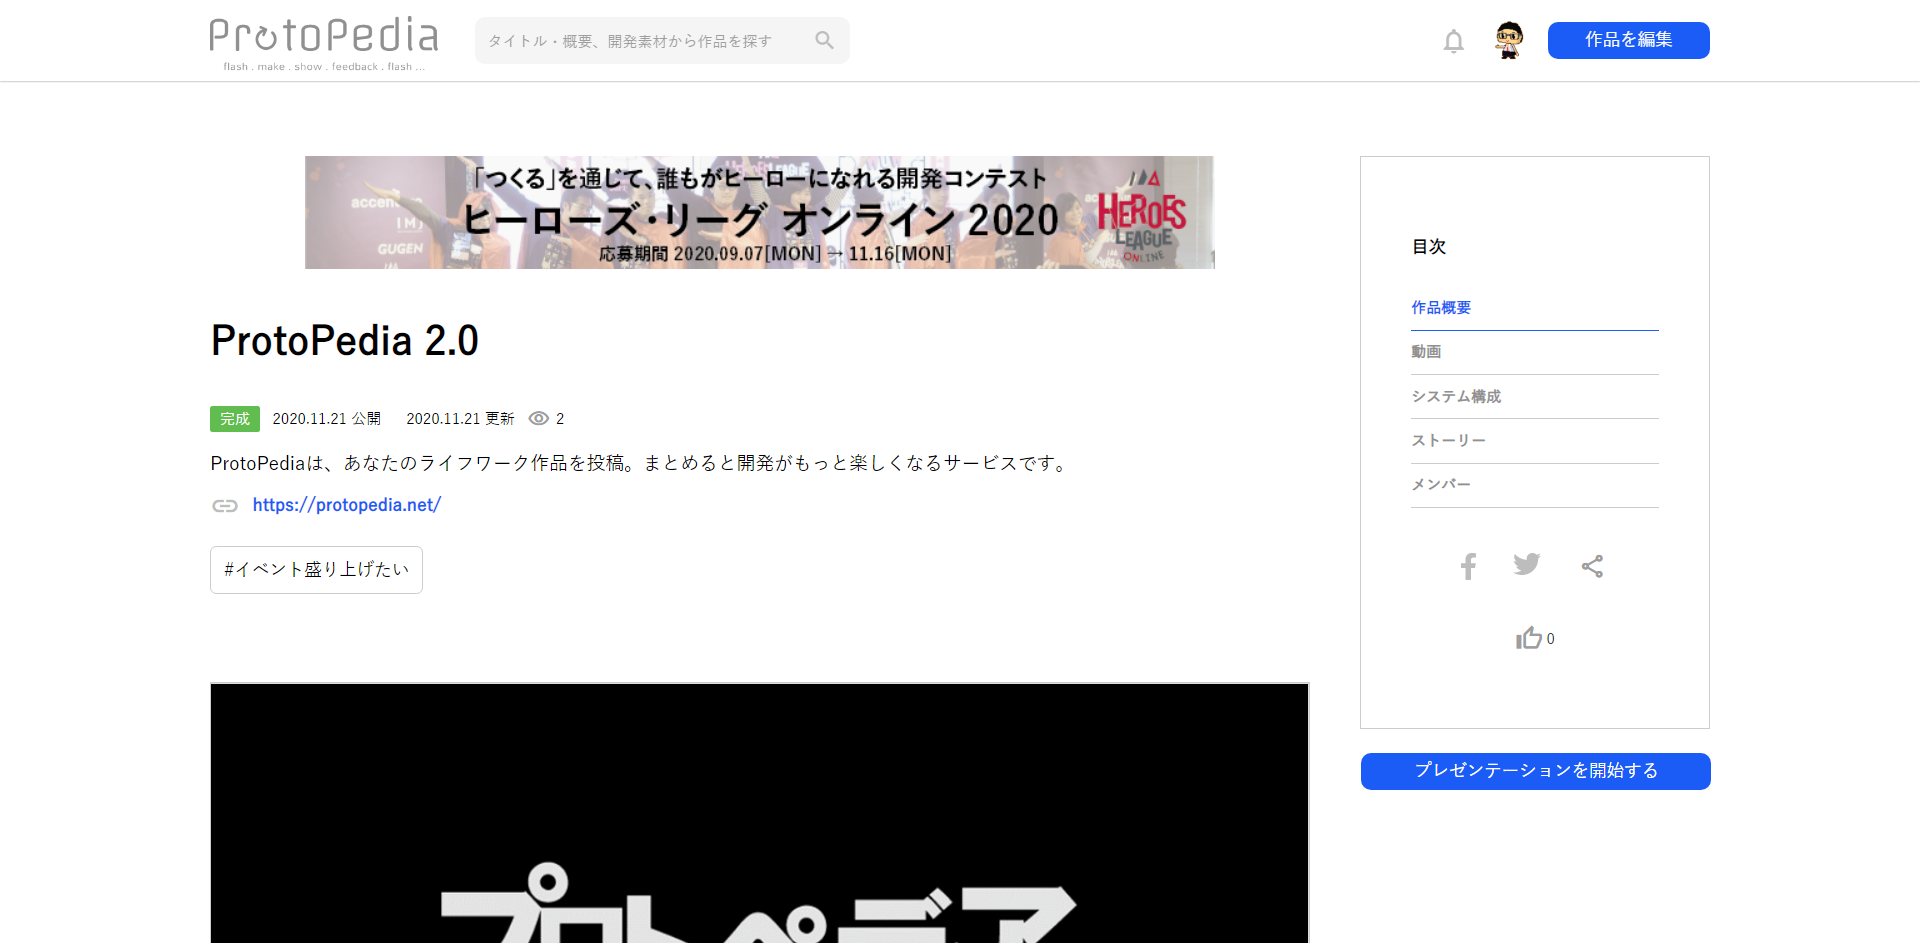 ProtoPedia
flash . make . show . feedback . flash ...
タイトル・概要、開発素材から作品を探す
作品を編集
「つくる」を通じて、誰もがヒーローになれる開発コンテスト
ヒーローズ・リーグ オンライン 2020
応募期間 2020.09.07[MON] → 11.16[MON]
accent
IM
GUGEN
HEROES
LEAGUE
ONLINE
ProtoPedia 2.0
完成 2020.11.21 公開 2020.11.21 更新 2
ProtoPediaは、あなたのライフワーク作品を投稿。まとめると開発がもっと楽しくなるサービスです。
https://protopedia.net/
#イベント盛り上げたい
プロトペディア
目次
作品概要
動画
システム構成
ストーリー
メンバー
0
プレゼンテーションを開始する